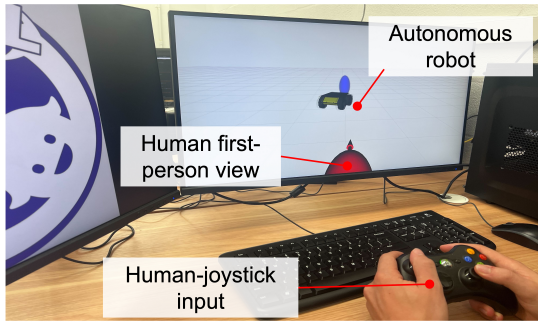 Autonomous
robot
Human first-
person view
Human-joystick
input